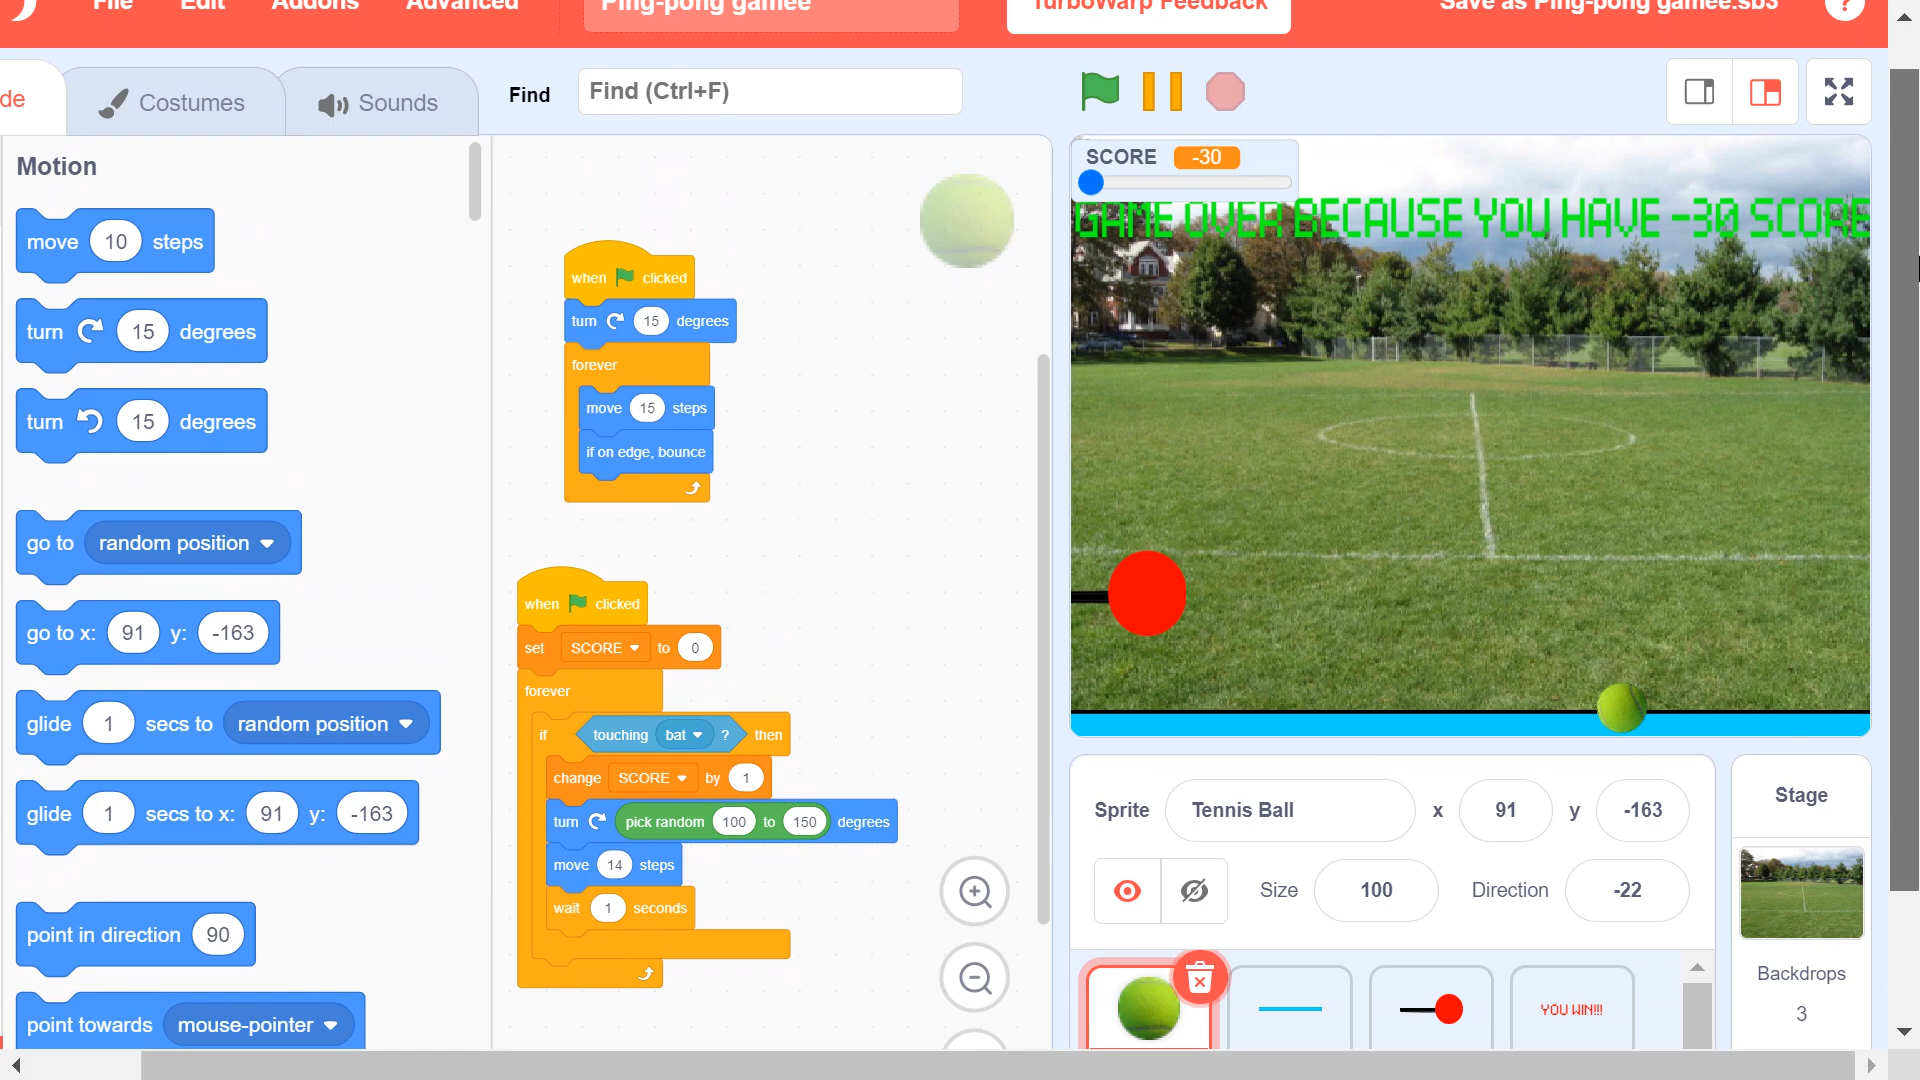 File Edit Addons Advanced Ping-pong gamee TurboWarp Feedback Save as Ping-pong gamee.sb3 ?
de Costumes Sounds Find Find (Ctrl+F)
Motion
move 10 steps
turn 15 degrees
turn 15 degrees
go to random position
go to x: 91 y: -163
glide 1 secs to random position
glide 1 secs to x: 91 y: -163
point in direction 90
point towards mouse-pointer
when clicked
turn 15 degrees
forever
move 15 steps
if on edge, bounce
when clicked
set SCORE to 0
forever
if touching bat ? then
change SCORE by 1
turn pick random 100 to 150 degrees
move 14 steps
wait 1 seconds
SCORE -30
GAME OVER BECAUSE YOU HAVE -30 SCORE
Sprite Tennis Ball x 91 y -163
Size 100 Direction -22
YOU WIN!!!
Stage
Backdrops
3